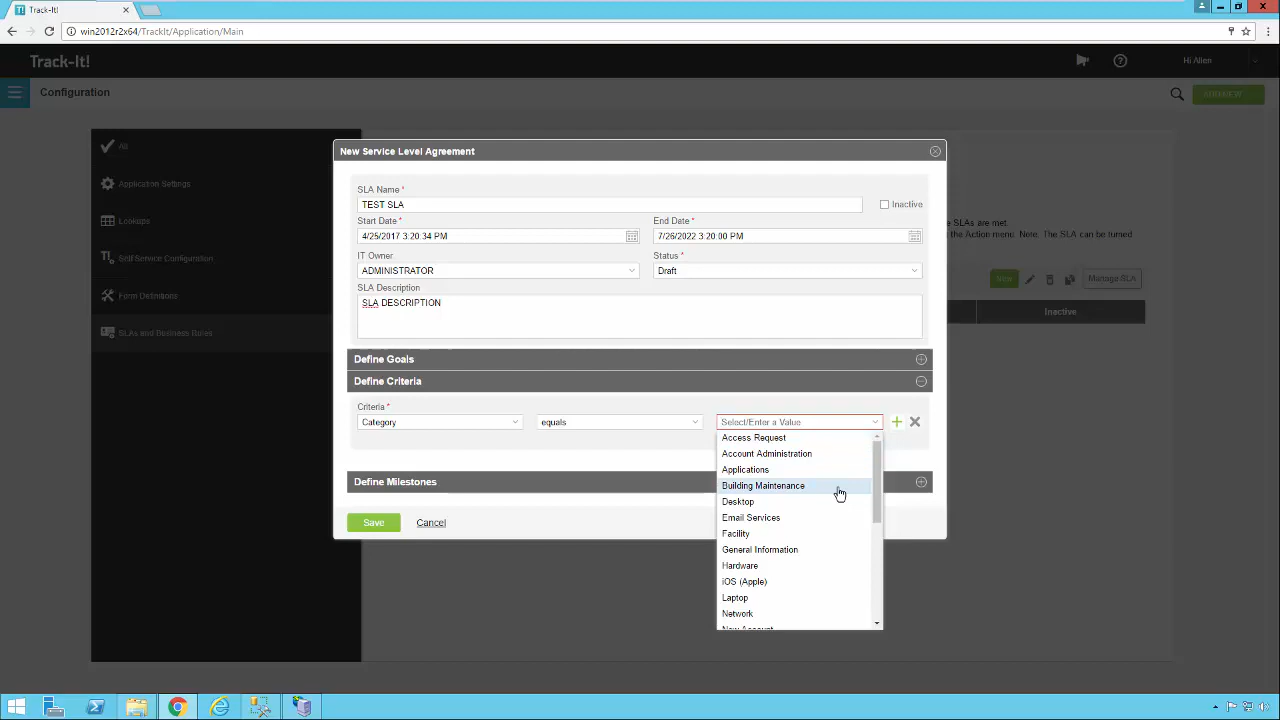 Track-It!
win2012r2x64/TrackIt/Application/Main
Track-It!
Hi Allen
Configuration
All
Application Settings
Lookups
Self Service Configuration
Form Definitions
SLAs and Business Rules
New Service Level Agreement
SLA Name *
TEST SLA
Inactive
Start Date *
End Date *
4/25/2017 3:20:34 PM
7/26/2022 3:20:00 PM
IT Owner
Status *
ADMINISTRATOR
Draft
SLA Description
SLA DESCRIPTION
e SLAs are met.
the Action menu. Note. The SLA can be turned
New
Manage SLA
Inactive
Define Goals
Define Criteria
Criteria *
Category
equals
Select/Enter a Value
Access Request
Account Administration
Applications
Building Maintenance
Desktop
Email Services
Facility
General Information
Hardware
iOS (Apple)
Laptop
Network
New Account
Define Milestones
Save
Cancel